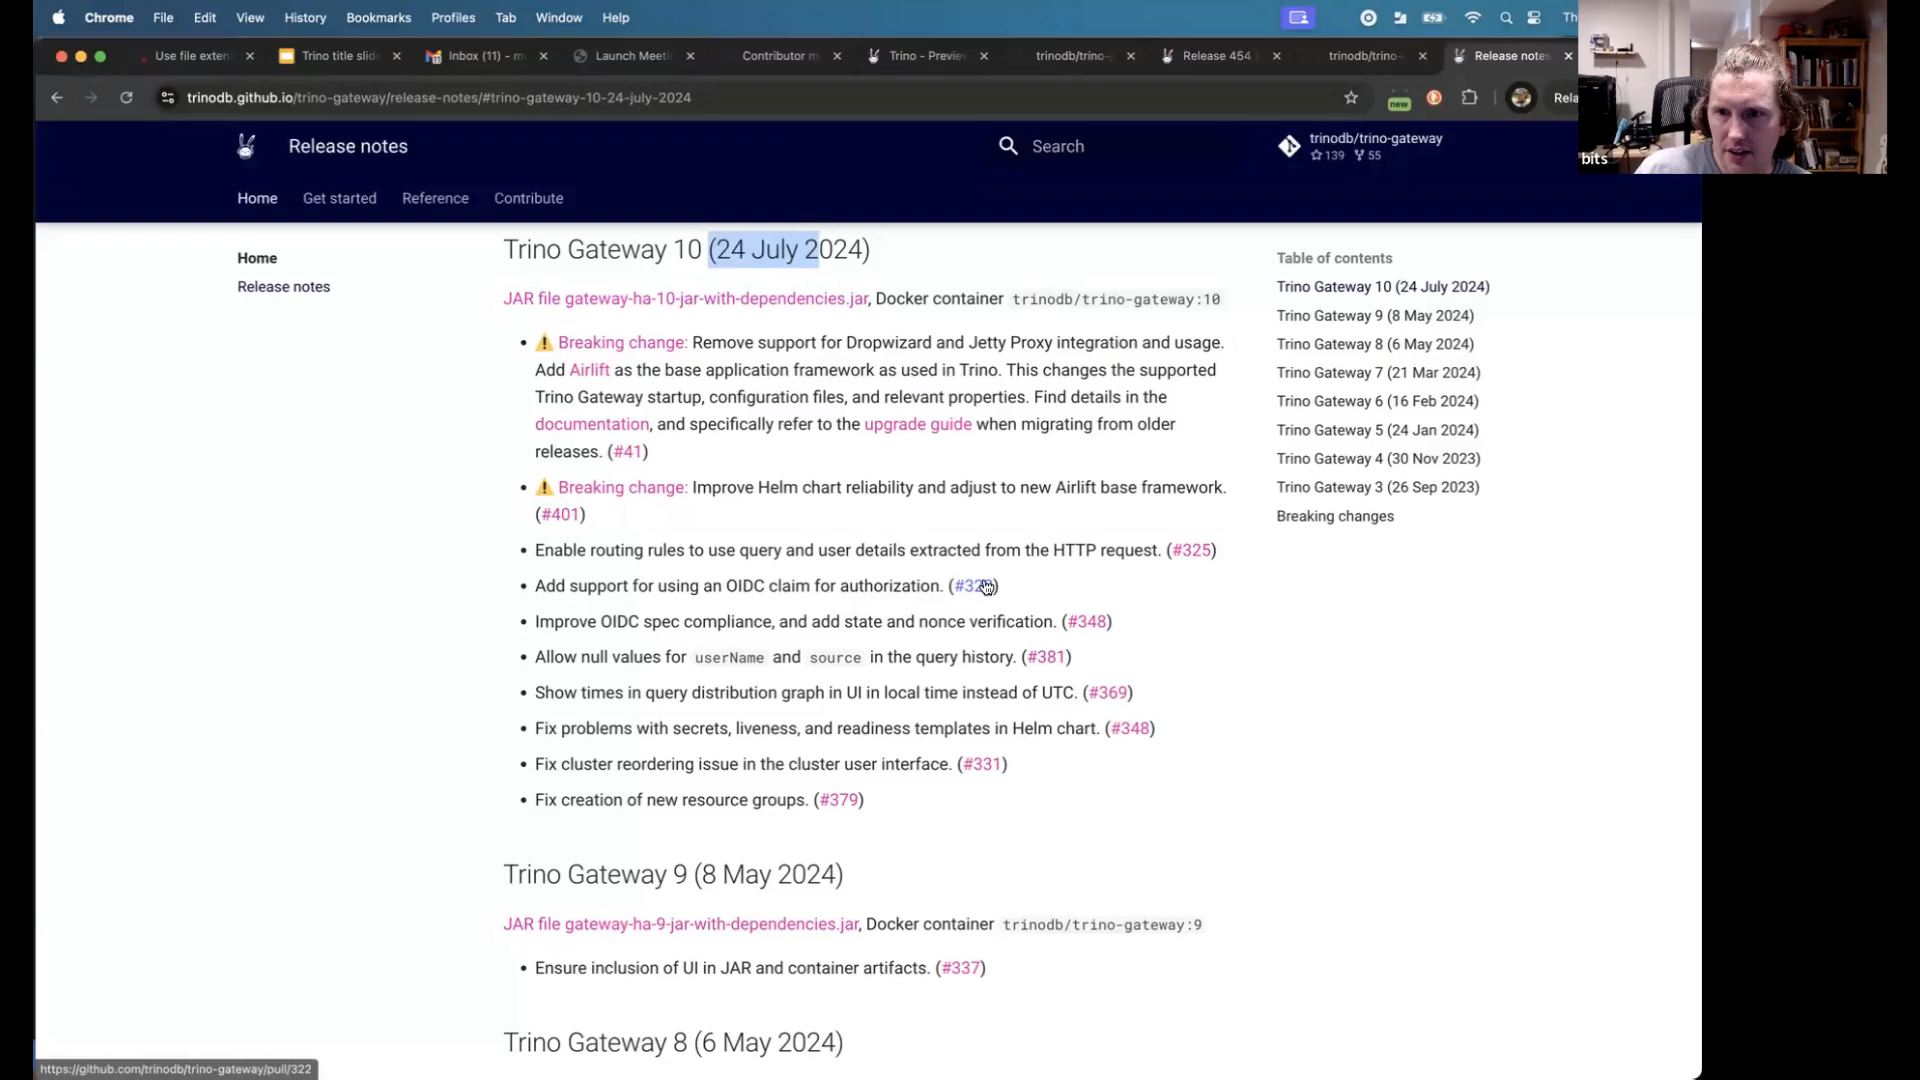 Chrome File Edit View History Bookmarks Profiles Tab Window Help
Use file exten
Trino title slid
Inbox (11) - m
Launch Meeti
Contributor m
Trino - Preview
trinodb/trino-
Release 454
trinodb/trino-
Release notes
trinodb.github.io/trino-gateway/release-notes/#trino-gateway-10-24-july-2024
new
Rela
bits
Release notes
Search
trinodb/trino-gateway
139 55
Home Get started Reference Contribute
Home
Release notes
Trino Gateway 10 (24 July 2024)
JAR file gateway-ha-10-jar-with-dependencies.jar, Docker container trinodb/trino-gateway:10
• ⚠️ Breaking change: Remove support for Dropwizard and Jetty Proxy integration and usage.
Add Airlift as the base application framework as used in Trino. This changes the supported
Trino Gateway startup, configuration files, and relevant properties. Find details in the
documentation, and specifically refer to the upgrade guide when migrating from older
releases. (#41)
• ⚠️ Breaking change: Improve Helm chart reliability and adjust to new Airlift base framework.
(#401)
• Enable routing rules to use query and user details extracted from the HTTP request. (#325)
• Add support for using an OIDC claim for authorization. (#322)
• Improve OIDC spec compliance, and add state and nonce verification. (#348)
• Allow null values for userName and source in the query history. (#381)
• Show times in query distribution graph in UI in local time instead of UTC. (#369)
• Fix problems with secrets, liveness, and readiness templates in Helm chart. (#348)
• Fix cluster reordering issue in the cluster user interface. (#331)
• Fix creation of new resource groups. (#379)
Trino Gateway 9 (8 May 2024)
JAR file gateway-ha-9-jar-with-dependencies.jar, Docker container trinodb/trino-gateway:9
• Ensure inclusion of UI in JAR and container artifacts. (#337)
Trino Gateway 8 (6 May 2024)
Table of contents
Trino Gateway 10 (24 July 2024)
Trino Gateway 9 (8 May 2024)
Trino Gateway 8 (6 May 2024)
Trino Gateway 7 (21 Mar 2024)
Trino Gateway 6 (16 Feb 2024)
Trino Gateway 5 (24 Jan 2024)
Trino Gateway 4 (30 Nov 2023)
Trino Gateway 3 (26 Sep 2023)
Breaking changes
https://github.com/trinodb/trino-gateway/pull/322